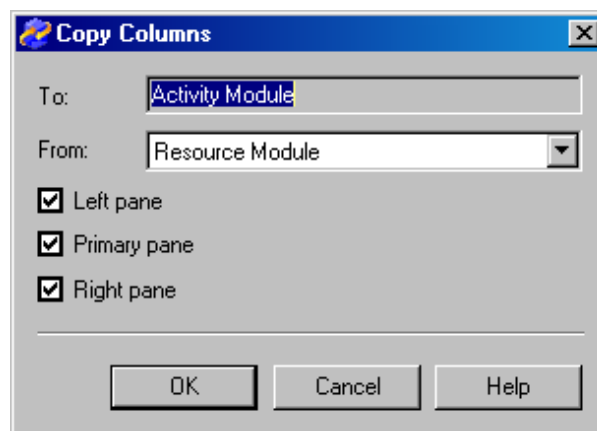 Copy Columns
To: Activity Module
From: Resource Module
Left pane
Primary pane
Right pane
OK Cancel Help